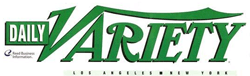 DAILY VARIETY
Reed Business
Information.
LOS ANGELES ■ NEW YORK